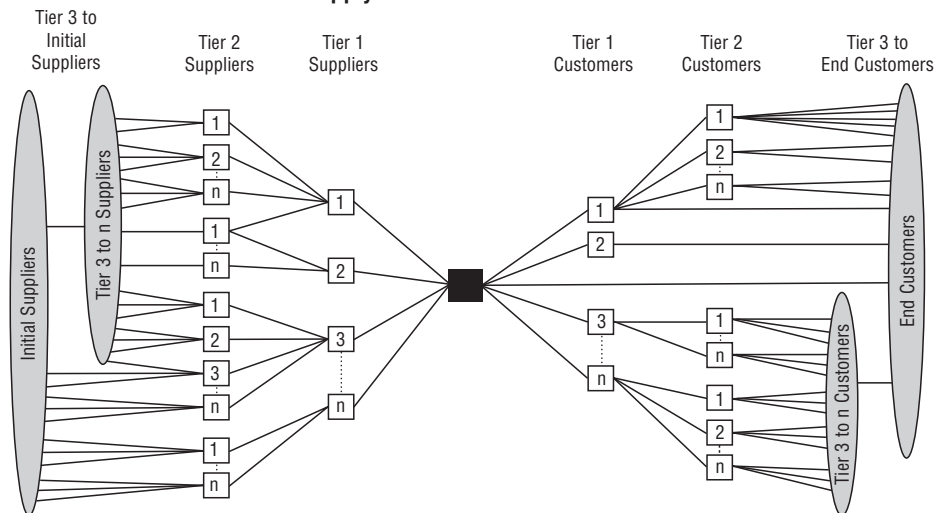 Tier 3 to
Initial
Suppliers
Tier 2
Suppliers
Tier 1
Suppliers
Tier 1
Customers
Tier 2
Customers
Tier 3 to
End Customers
Initial Suppliers
Tier 3 to n Suppliers
1
2
n
1
n
1
2
3
n
1
n
1
2
3
n
1
2
3
n
1
2
n
1
n
1
2
n
Tier 3 to n Customers
End Customers